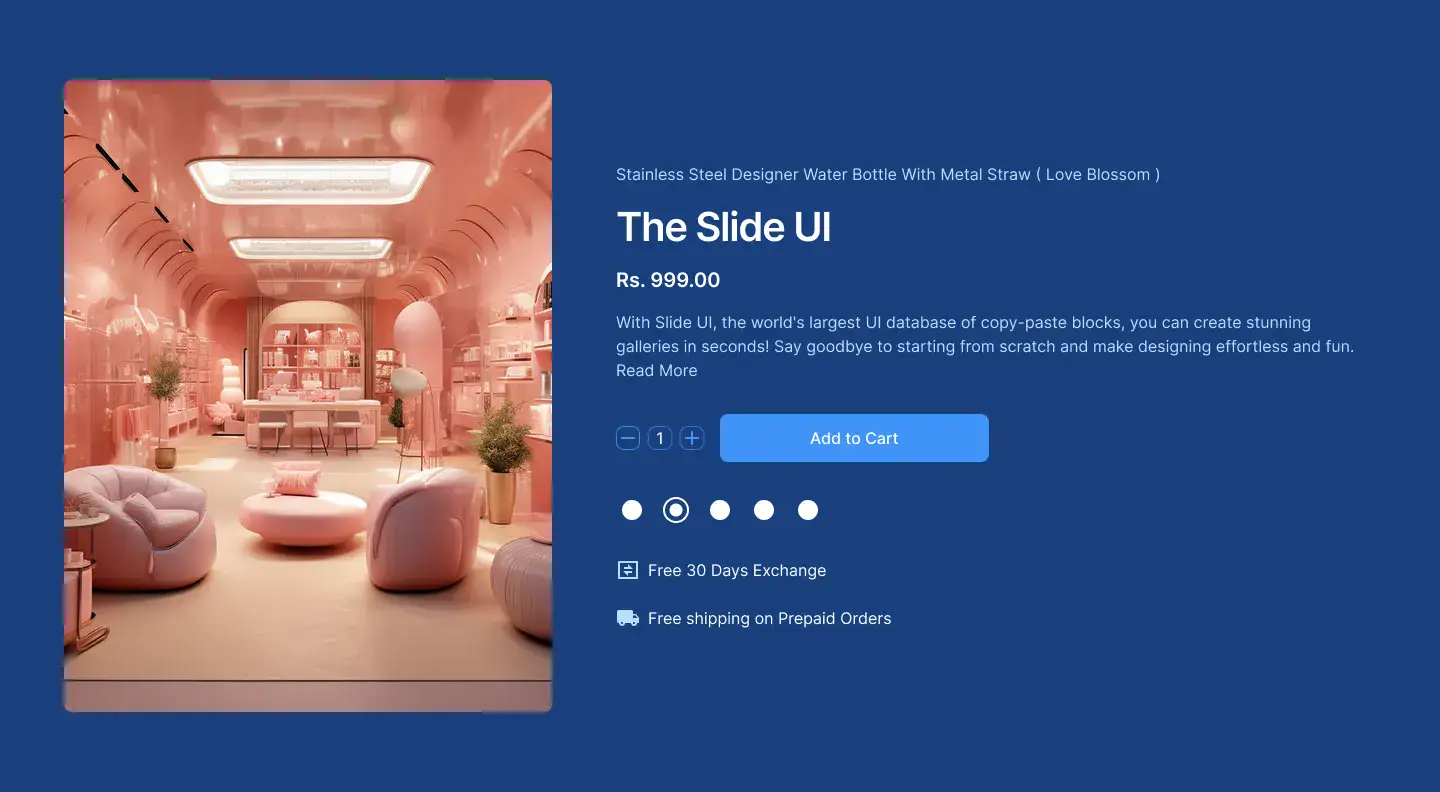 Stainless Steel Designer Water Bottle With Metal Straw ( Love Blossom )
The Slide UI
Rs. 999.00
With Slide UI, the world's largest UI database of copy-paste blocks, you can create stunning
galleries in seconds! Say goodbye to starting from scratch and make designing effortless and fun.
Read More
1
Add to Cart
Free 30 Days Exchange
Free shipping on Prepaid Orders